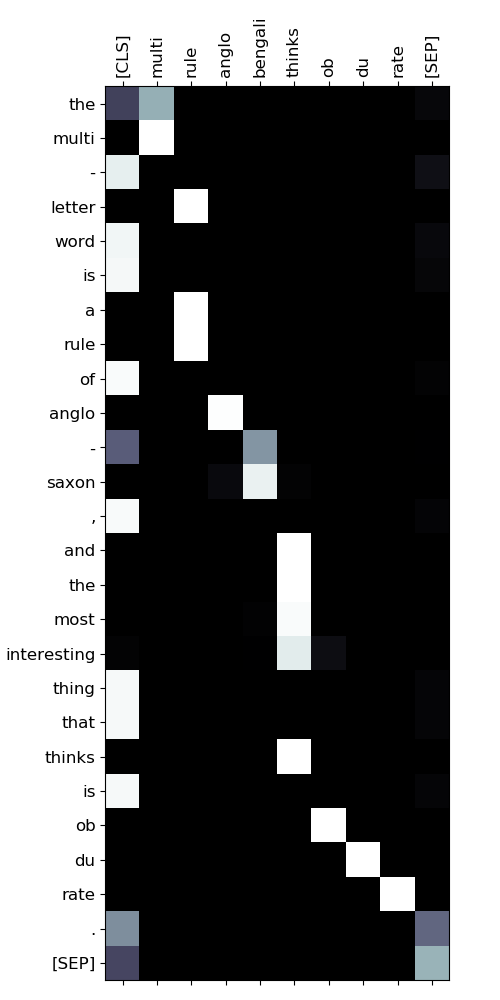 [CLS] multi rule anglo bengali thinks ob du rate [SEP]
the
multi
-
letter
word
is
a
rule
of
anglo
-
saxon
,
and
the
most
interesting
thing
that
thinks
is
ob
du
rate
.
[SEP]